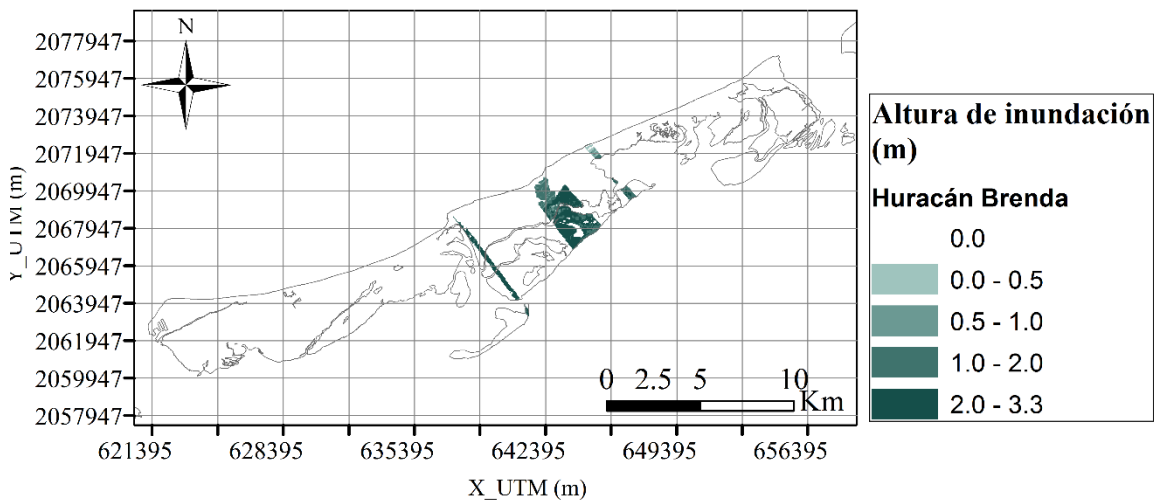 N
2077947
2075947
2073947
2071947
2069947
2067947
2065947
2063947
2061947
2059947
2057947
Y_UTM (m)
0 2.5 5 10
Km
621395 628395 635395 642395 649395 656395
X_UTM (m)
Altura de inundación
(m)
Huracán Brenda
0.0
0.0 - 0.5
0.5 - 1.0
1.0 - 2.0
2.0 - 3.3